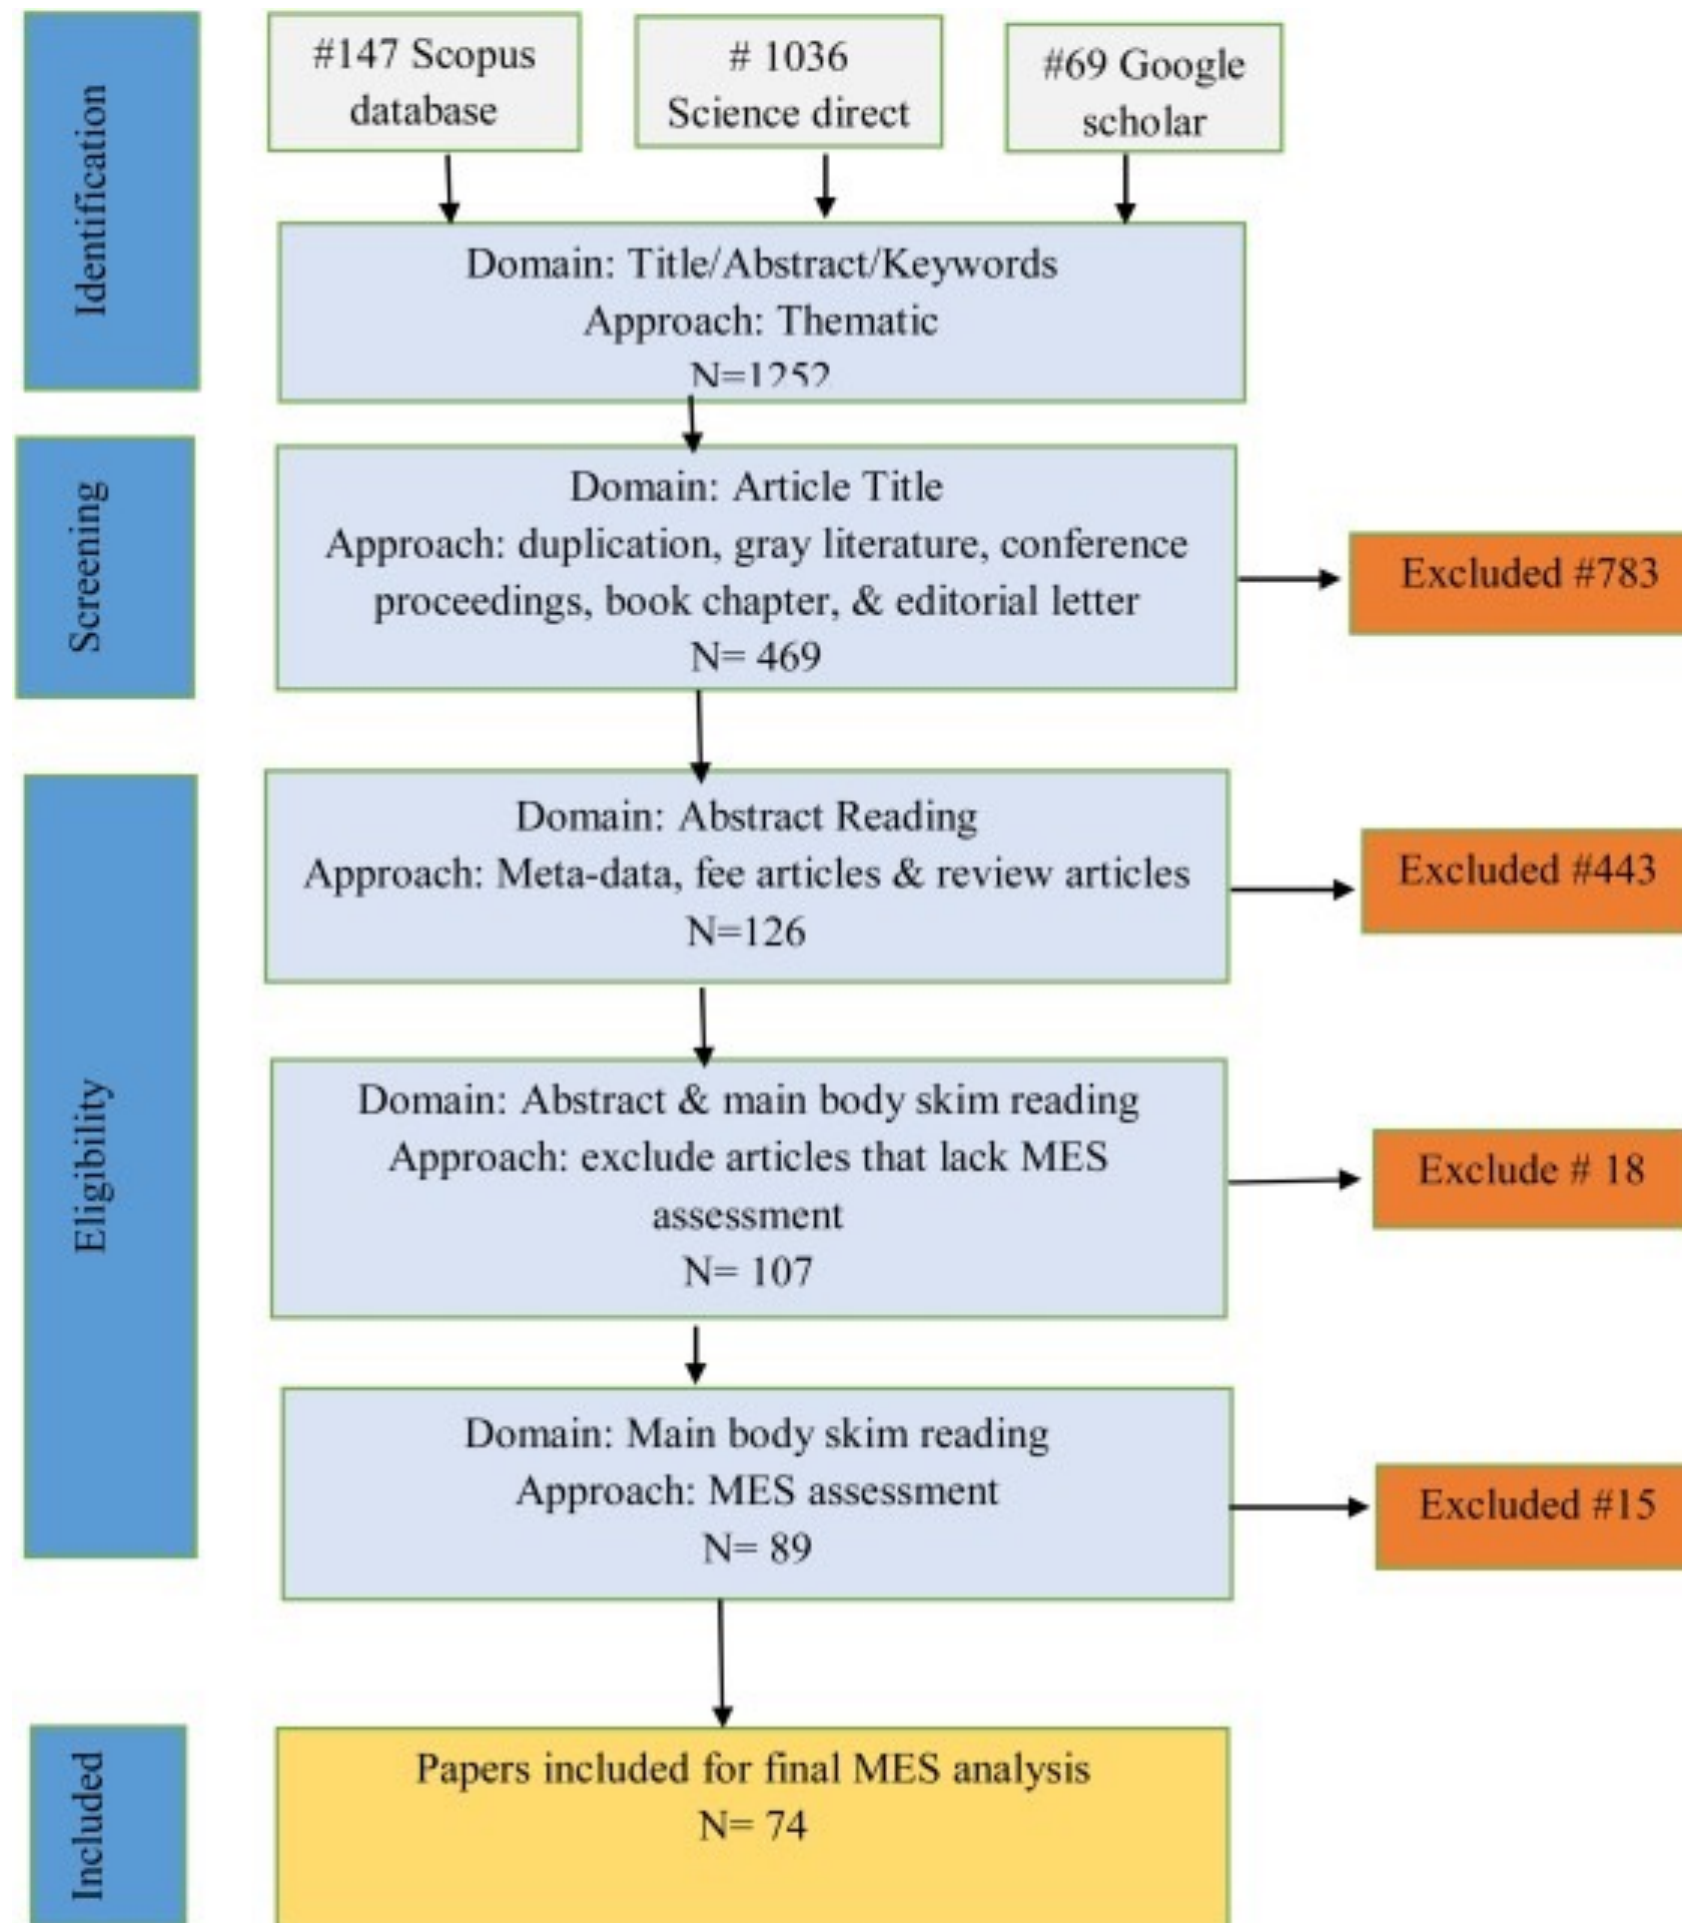 Identification
#147 Scopus
database
# 1036
Science direct
#69 Google
scholar
Domain: Title/Abstract/Keywords
Approach: Thematic
N=1252
Screening
Domain: Article Title
Approach: duplication, gray literature, conference
proceedings, book chapter, & editorial letter
N= 469
Excluded #783
Eligibility
Domain: Abstract Reading
Approach: Meta-data, fee articles & review articles
N=126
Excluded #443
Domain: Abstract & main body skim reading
Approach: exclude articles that lack MES
assessment
N= 107
Exclude # 18
Domain: Main body skim reading
Approach: MES assessment
N= 89
Excluded #15
Included
Papers included for final MES analysis
N= 74